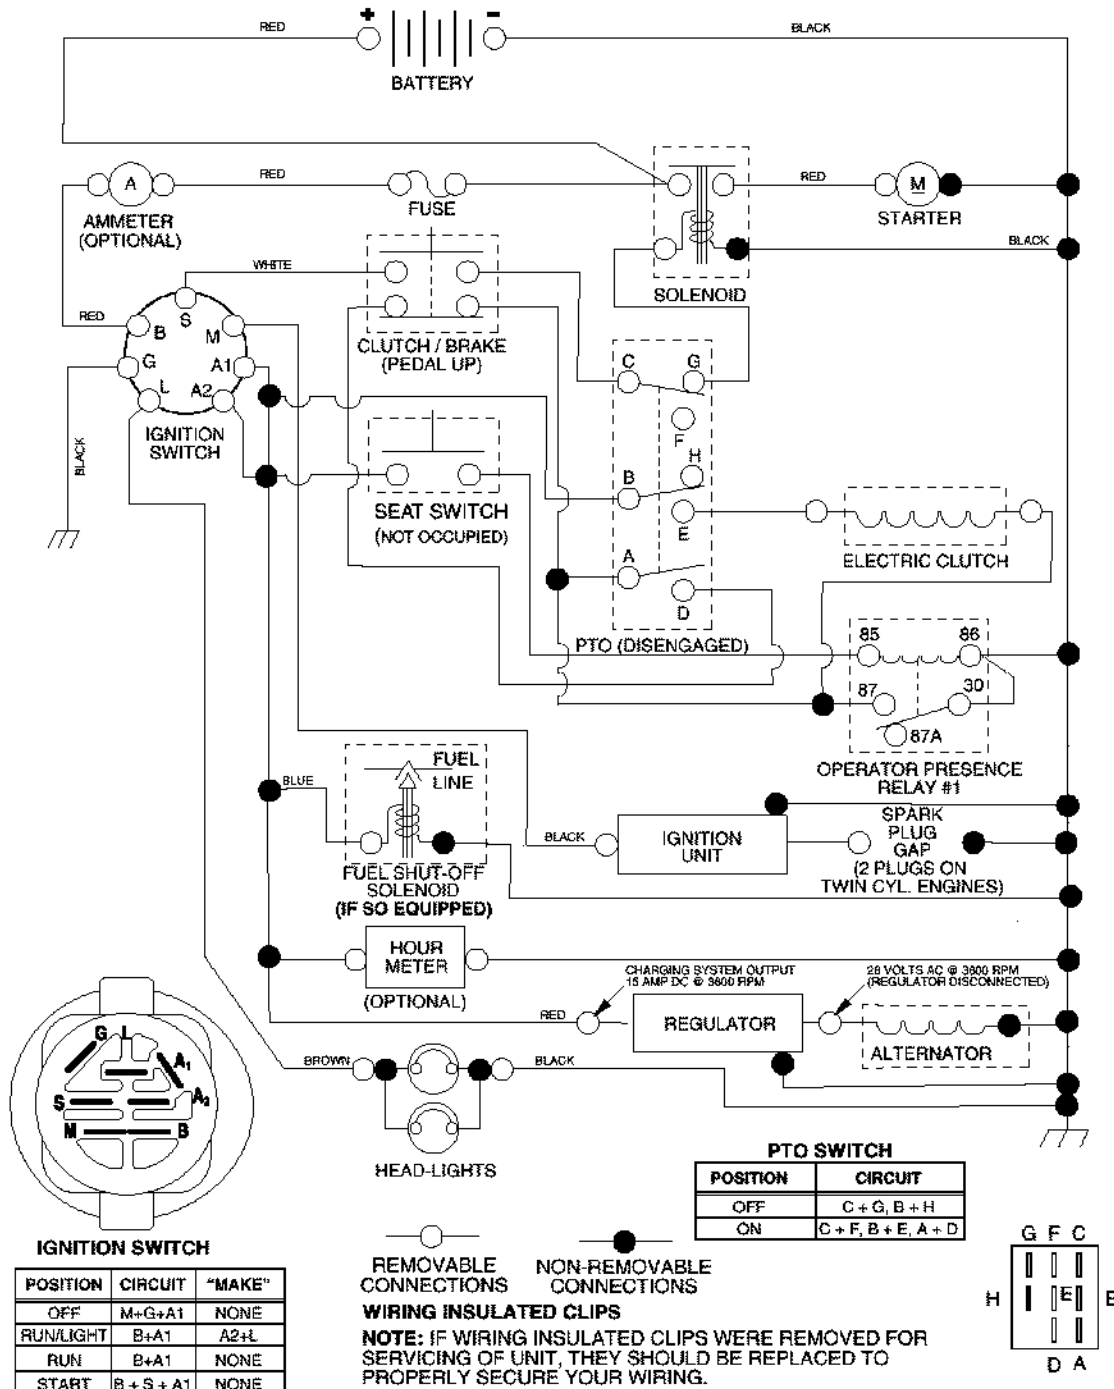 + -
RED
BLACK
BATTERY
A
RED
RED
M
AMMETER
(OPTIONAL)
FUSE
STARTER
WHITE
BLACK
SOLENOID
RED
B
S
M
G
A1
L
A2
IGNITION
SWITCH
BLACK
CLUTCH / BRAKE
(PEDAL UP)
SEAT SWITCH
(NOT OCCUPIED)
C
G
F
H
B
E
A
D
PTO (DISENGAGED)
ELECTRIC CLUTCH
85
86
87
30
87A
OPERATOR PRESENCE
RELAY #1
BLUE
FUEL
LINE
FUEL SHUT-OFF
SOLENOID
(IF SO EQUIPPED)
BLACK
IGNITION
UNIT
SPARK
PLUG
GAP
(2 PLUGS ON
TWIN CYL. ENGINES)
HOUR
METER
(OPTIONAL)
CHARGING SYSTEM OUTPUT
15 AMP DC @ 3600 RPM
28 VOLTS AC @ 3600 RPM
(REGULATOR DISCONNECTED)
RED
REGULATOR
ALTERNATOR
BROWN
BLACK
HEAD-LIGHTS
G L
A1
S
A2
M
B
IGNITION SWITCH
POSITION CIRCUIT "MAKE"
OFF M+G+A1 NONE
RUN/LIGHT B+A1 A2+L
RUN B+A1 NONE
START B + S + A1 NONE
PTO SWITCH
POSITION CIRCUIT
OFF C + G, B + H
ON C + F, B + E, A + D
REMOVABLE
CONNECTIONS
NON-REMOVABLE
CONNECTIONS
WIRING INSULATED CLIPS
NOTE: IF WIRING INSULATED CLIPS WERE REMOVED FOR
SERVICING OF UNIT, THEY SHOULD BE REPLACED TO
PROPERLY SECURE YOUR WIRING.
G F C
H
E
D A